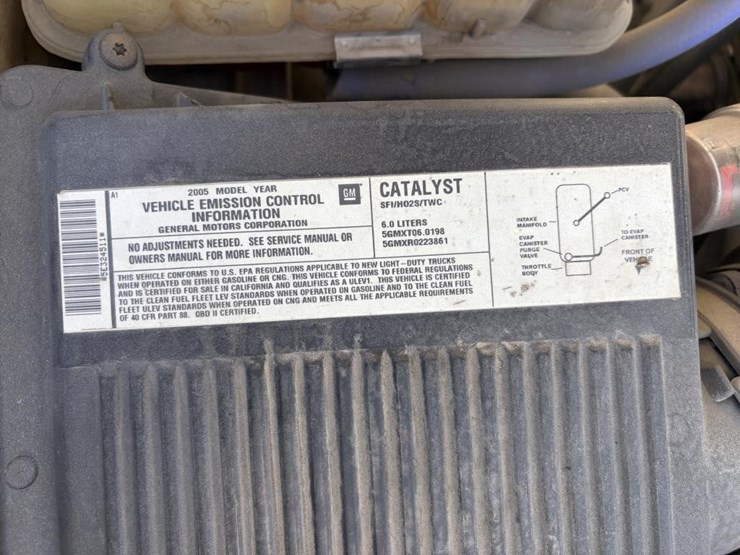 *5E324511*
A1
2005 MODEL YEAR
VEHICLE EMISSION CONTROL
INFORMATION
GENERAL MOTORS CORPORATION
GM
NO ADJUSTMENTS NEEDED. SEE SERVICE MANUAL OR
OWNERS MANUAL FOR MORE INFORMATION.
CATALYST
SFI/HO2S/TWC
6.0 LITERS
5GMXT06.0198
5GMXR0223861
THIS VEHICLE CONFORMS TO U.S. EPA REGULATIONS APPLICABLE TO NEW LIGHT-DUTY TRUCKS
WHEN OPERATED ON EITHER GASOLINE OR CNG. THIS VEHICLE CONFORMS TO FEDERAL REGULATIONS
AND IS CERTIFIED FOR SALE IN CALIFORNIA AND QUALIFIES AS A ULEV1. THIS VEHICLE IS CERTIFIED
TO THE CLEAN FUEL FLEET LEV STANDARDS WHEN OPERATED ON GASOLINE AND TO THE CLEAN FUEL
FLEET ULEV STANDARDS WHEN OPERATED ON CNG AND MEETS ALL THE APPLICABLE REQUIREMENTS
OF 40 CFR PART 88. OBD II CERTIFIED.
PCV
INTAKE
MANIFOLD
EVAP
CANISTER
PURGE
VALVE
TO EVAP
CANISTER
THROTTLE
BODY
FRONT OF